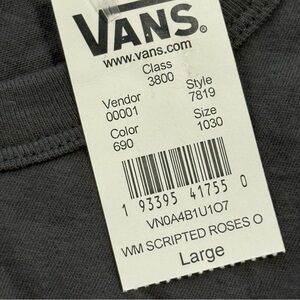 VANS®
www.vans.com
Class
3800
Vendor Style
00001 7819
Color Size
690 1030
1 93395 41755 0
VN0A4B1U1O7
WM SCRIPTED ROSES O
Large